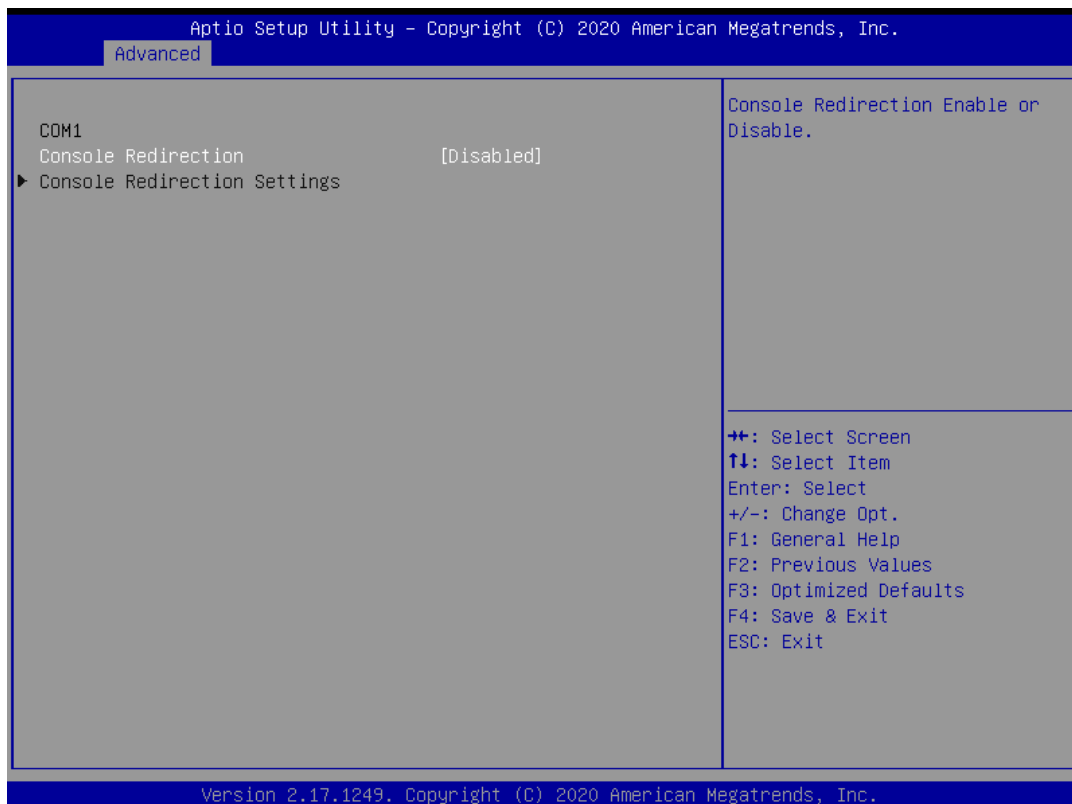 Aptio Setup Utility – Copyright (C) 2020 American Megatrends, Inc.
Advanced
COM1
Console Redirection [Disabled]
▶ Console Redirection Settings
Console Redirection Enable or
Disable.
→←: Select Screen
↑↓: Select Item
Enter: Select
+/-: Change Opt.
F1: General Help
F2: Previous Values
F3: Optimized Defaults
F4: Save & Exit
ESC: Exit
Version 2.17.1249. Copyright (C) 2020 American Megatrends, Inc.